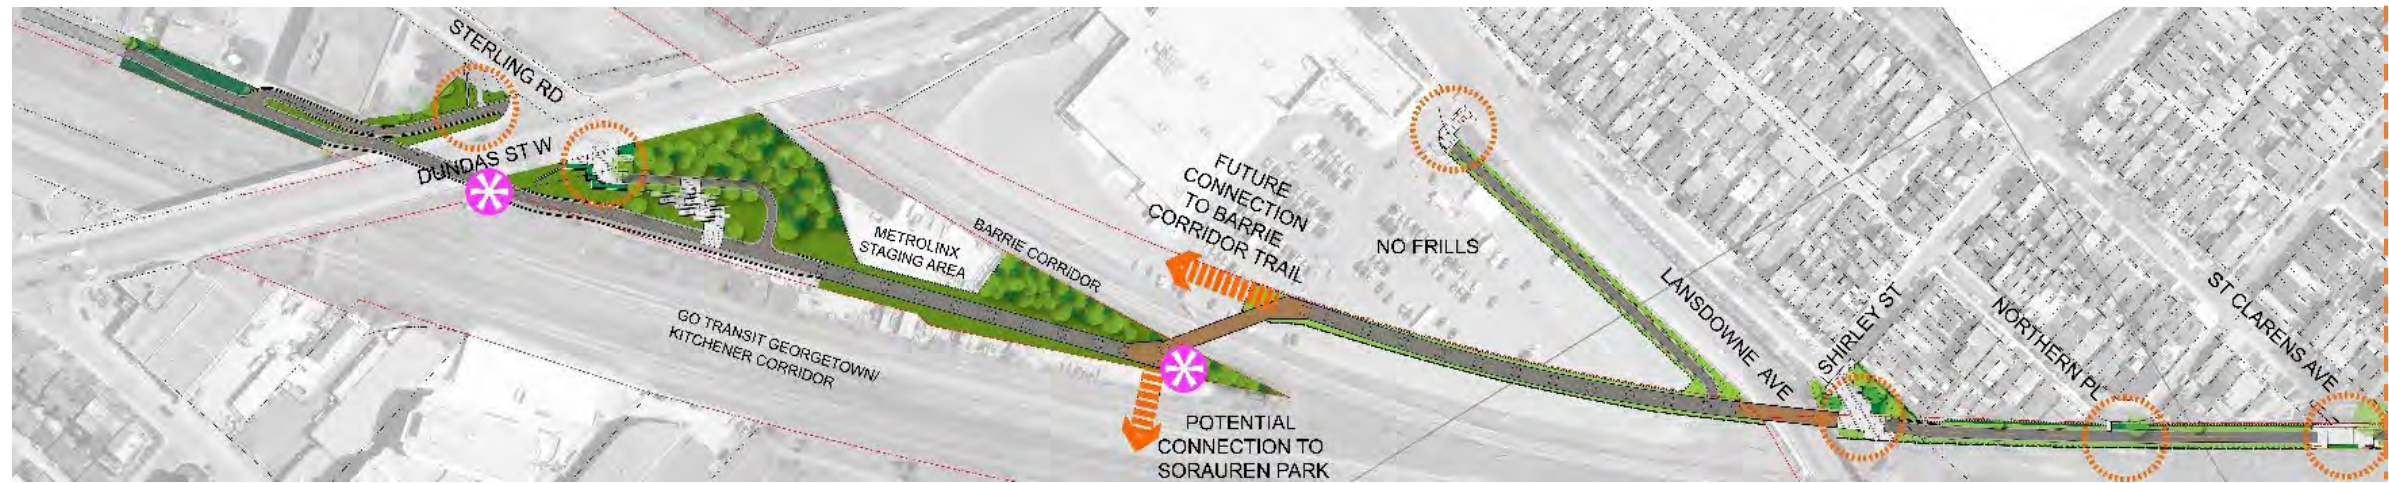 STERLING RD
DUNDAS ST W
METROLINX
STAGING AREA
BARRIE CORRIDOR
GO TRANSIT GEORGETOWN/
KITCHENER CORRIDOR
FUTURE
CONNECTION
TO BARRIE
CORRIDOR TRAIL
NO FRILLS
POTENTIAL
CONNECTION TO
SORAUREN PARK
LANSDOWNE AVE
SHIRLEY ST
NORTHERN PL
ST CLARENS AVE